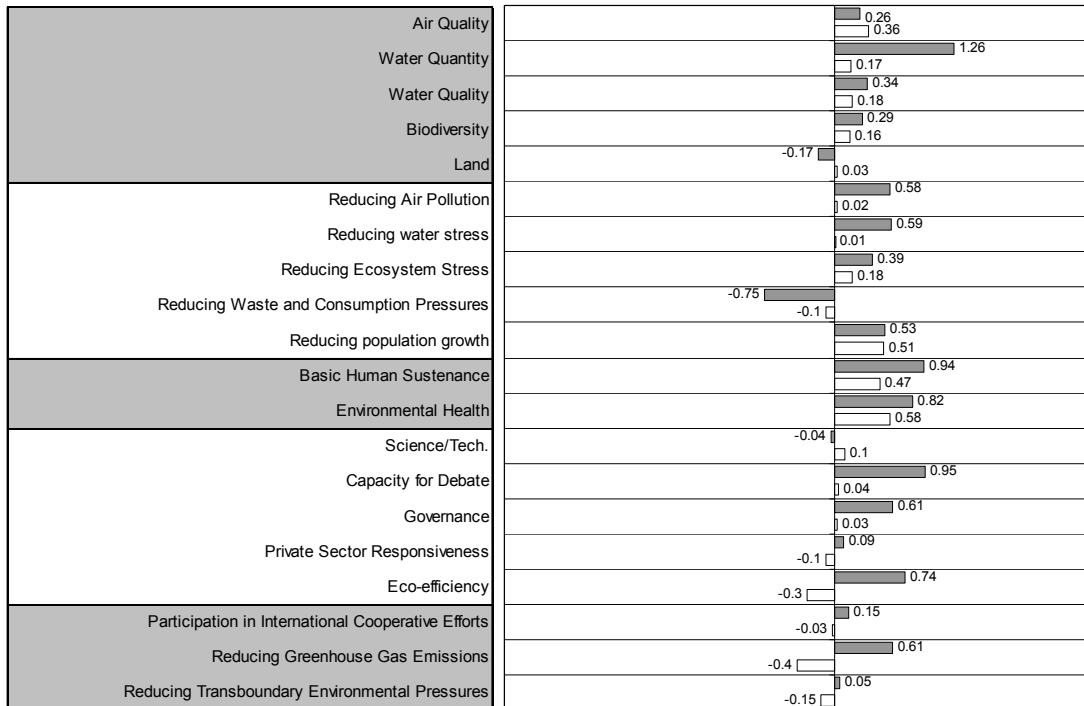 Air Quality
0.26
0.36
Water Quantity
1.26
0.17
Water Quality
0.34
0.18
Biodiversity
0.29
0.16
Land
-0.17
0.03
Reducing Air Pollution
0.58
0.02
Reducing water stress
0.59
0.01
Reducing Ecosystem Stress
0.39
0.18
Reducing Waste and Consumption Pressures
-0.75
-0.1
Reducing population growth
0.53
0.51
Basic Human Sustenance
0.94
0.47
Environmental Health
0.82
0.58
Science/Tech.
-0.04
0.1
Capacity for Debate
0.95
0.04
Governance
0.61
0.03
Private Sector Responsiveness
0.09
-0.1
Eco-efficiency
0.74
-0.3
Participation in International Cooperative Efforts
0.15
-0.03
Reducing Greenhouse Gas Emissions
0.61
-0.4
Reducing Transboundary Environmental Pressures
0.05
-0.15